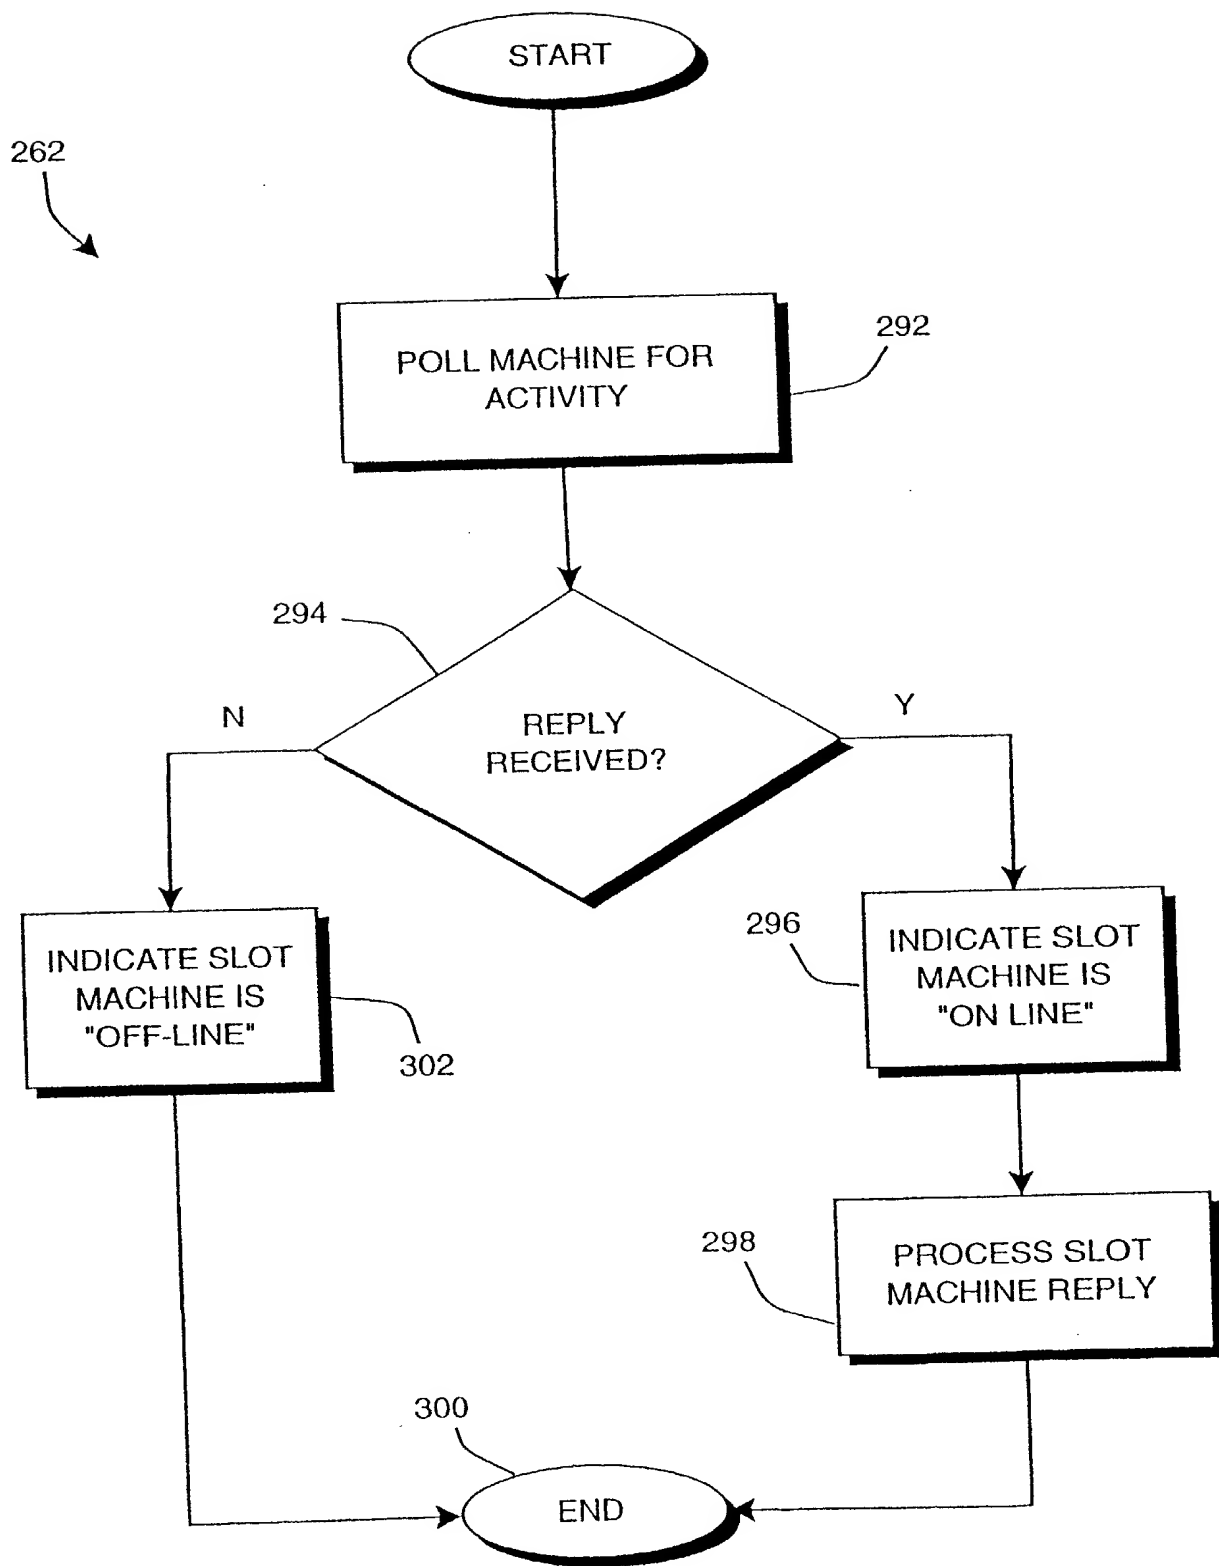 START
262
POLL MACHINE FOR
ACTIVITY
292
294
N
Y
REPLY
RECEIVED?
INDICATE SLOT
MACHINE IS
"OFF-LINE"
302
296
INDICATE SLOT
MACHINE IS
"ON LINE"
298
PROCESS SLOT
MACHINE REPLY
300
END